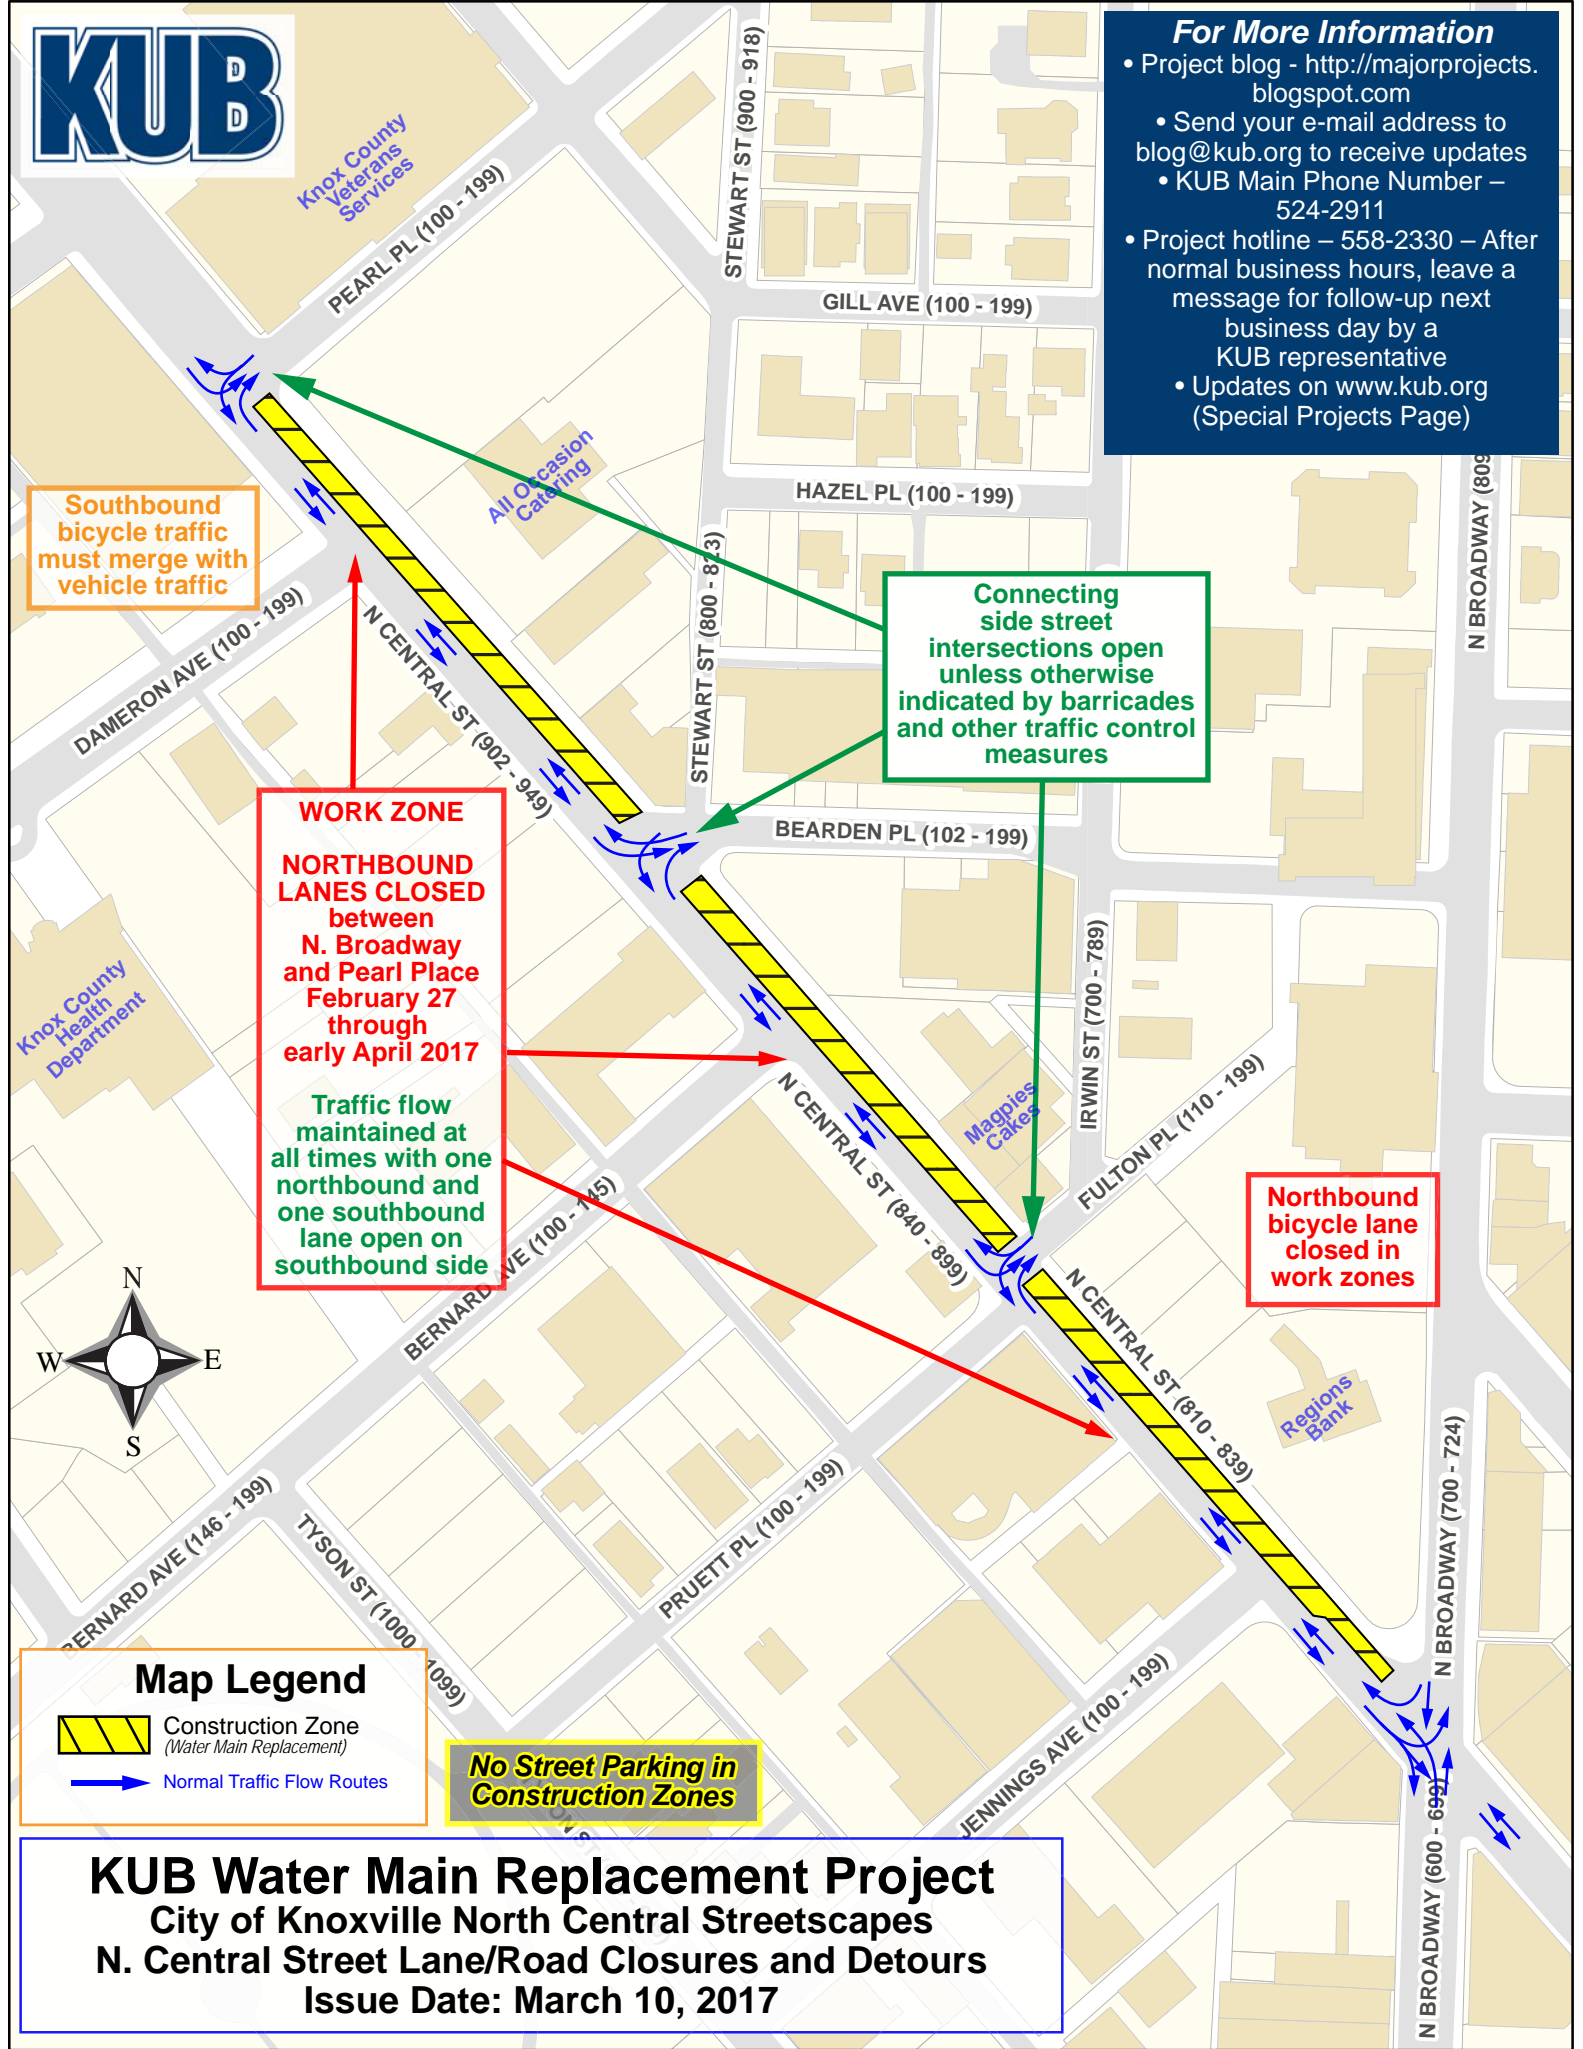 KUB
For More Information
• Project blog - http://majorprojects.
blogspot.com
• Send your e-mail address to
blog@kub.org to receive updates
• KUB Main Phone Number –
524-2911
• Project hotline – 558-2330 – After
normal business hours, leave a
message for follow-up next
business day by a
KUB representative
• Updates on www.kub.org
(Special Projects Page)
Knox County
Veterans
Services
PEARL PL (100 - 199)
STEWART ST (900 - 918)
GILL AVE (100 - 199)
HAZEL PL (100 - 199)
N BROADWAY (809
All Occasion
Catering
Southbound
bicycle traffic
must merge with
vehicle traffic
DAMERON AVE (100 - 199)
N CENTRAL ST (902 - 949)
STEWART ST (800 - 823)
Connecting
side street
intersections open
unless otherwise
indicated by barricades
and other traffic control
measures
BEARDEN PL (102 - 199)
WORK ZONE
NORTHBOUND
LANES CLOSED
between
N. Broadway
and Pearl Place
February 27
through
early April 2017
Traffic flow
maintained at
all times with one
northbound and
one southbound
lane open on
southbound side
Knox County
Health
Department
IRWIN ST (700 - 789)
Magpies
Cakes
FULTON PL (110 - 199)
N CENTRAL ST (840 - 899)
Northbound
bicycle lane
closed in
work zones
BERNARD AVE (100 - 145)
N CENTRAL ST (810 - 839)
Regions
Bank
N
W
E
S
N BROADWAY (700 - 724)
BERNARD AVE (146 - 199)
TYSON ST (1000 1099)
PRUETT PL (100 - 199)
JENNINGS AVE (100 - 199)
N BROADWAY (600 - 699)
Map Legend
Construction Zone
(Water Main Replacement)
Normal Traffic Flow Routes
No Street Parking in
Construction Zones
KUB Water Main Replacement Project
City of Knoxville North Central Streetscapes
N. Central Street Lane/Road Closures and Detours
Issue Date: March 10, 2017